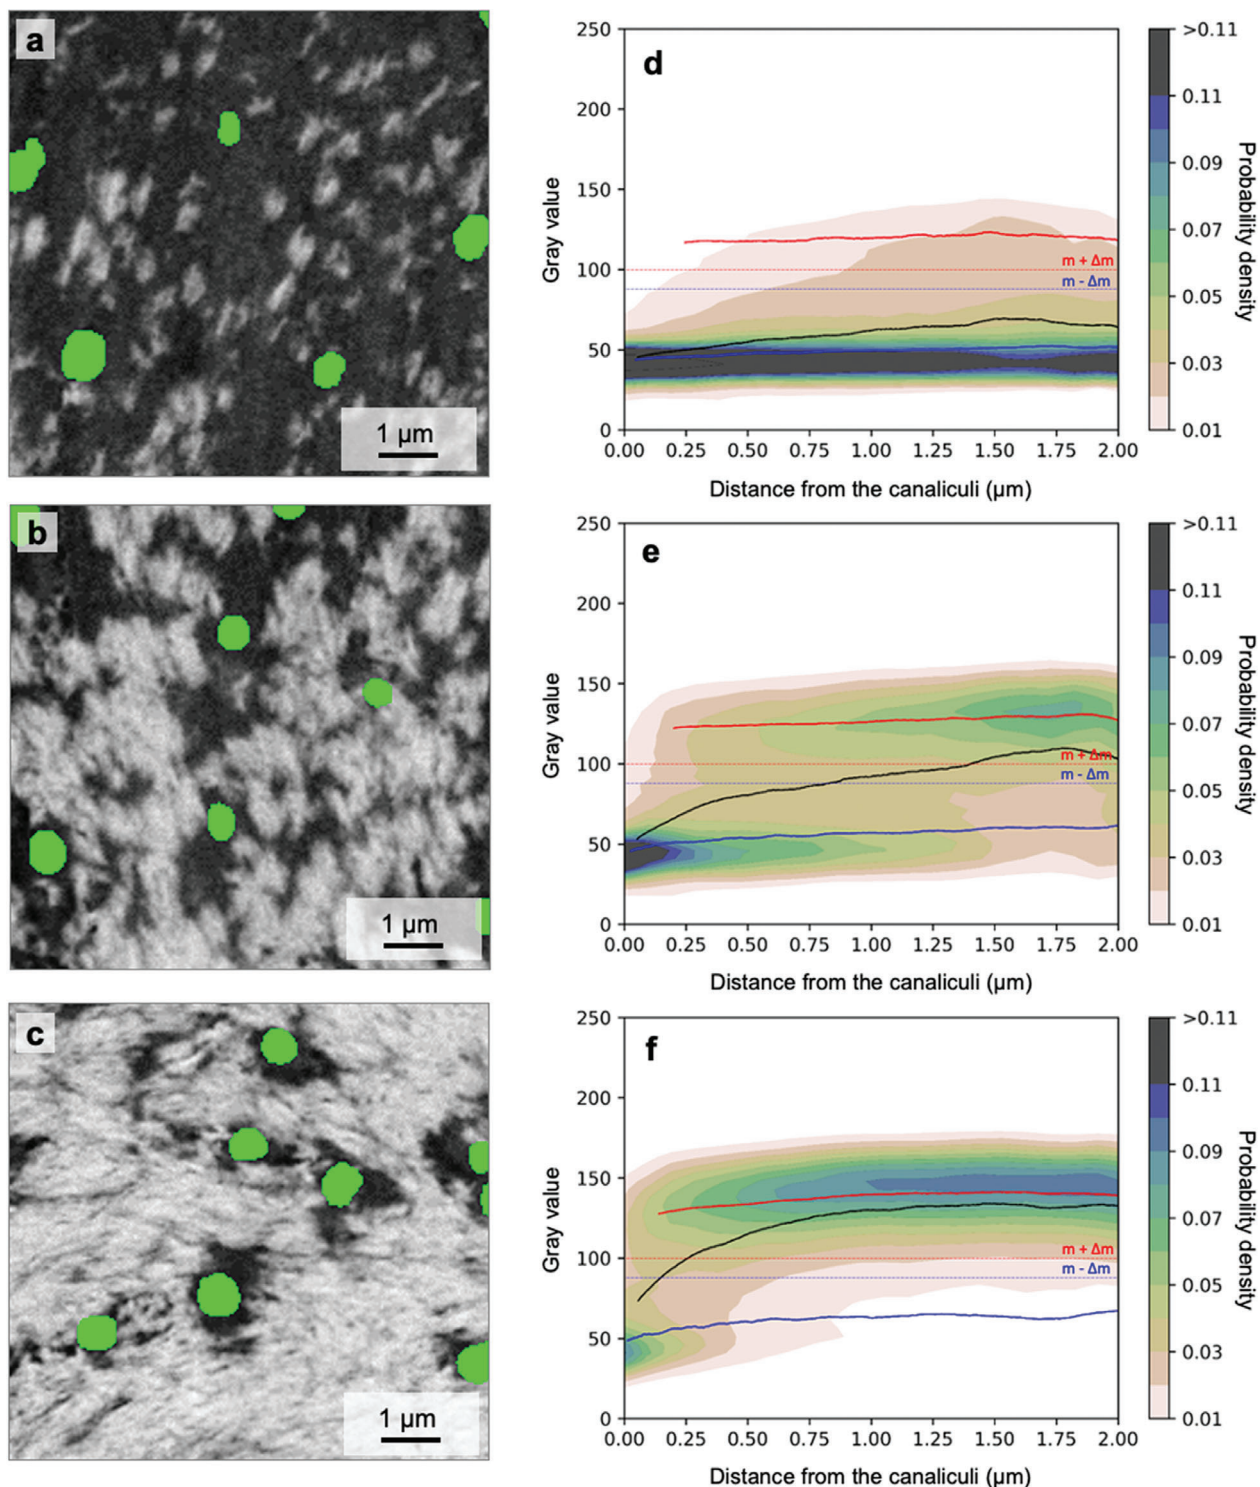 a
1 µm
d
250
200
150
100
50
0
Gray value
m + Δm
m - Δm
0.00 0.25 0.50 0.75 1.00 1.25 1.50 1.75 2.00
Distance from the canaliculi (µm)
>0.11
0.11
0.09
0.07
0.05
0.03
0.01
Probability density
b
1 µm
e
250
200
150
100
50
0
Gray value
m + Δm
m - Δm
0.00 0.25 0.50 0.75 1.00 1.25 1.50 1.75 2.00
Distance from the canaliculi (µm)
>0.11
0.11
0.09
0.07
0.05
0.03
0.01
Probability density
c
1 µm
f
250
200
150
100
50
0
Gray value
m + Δm
m - Δm
0.00 0.25 0.50 0.75 1.00 1.25 1.50 1.75 2.00
Distance from the canaliculi (µm)
>0.11
0.11
0.09
0.07
0.05
0.03
0.01
Probability density